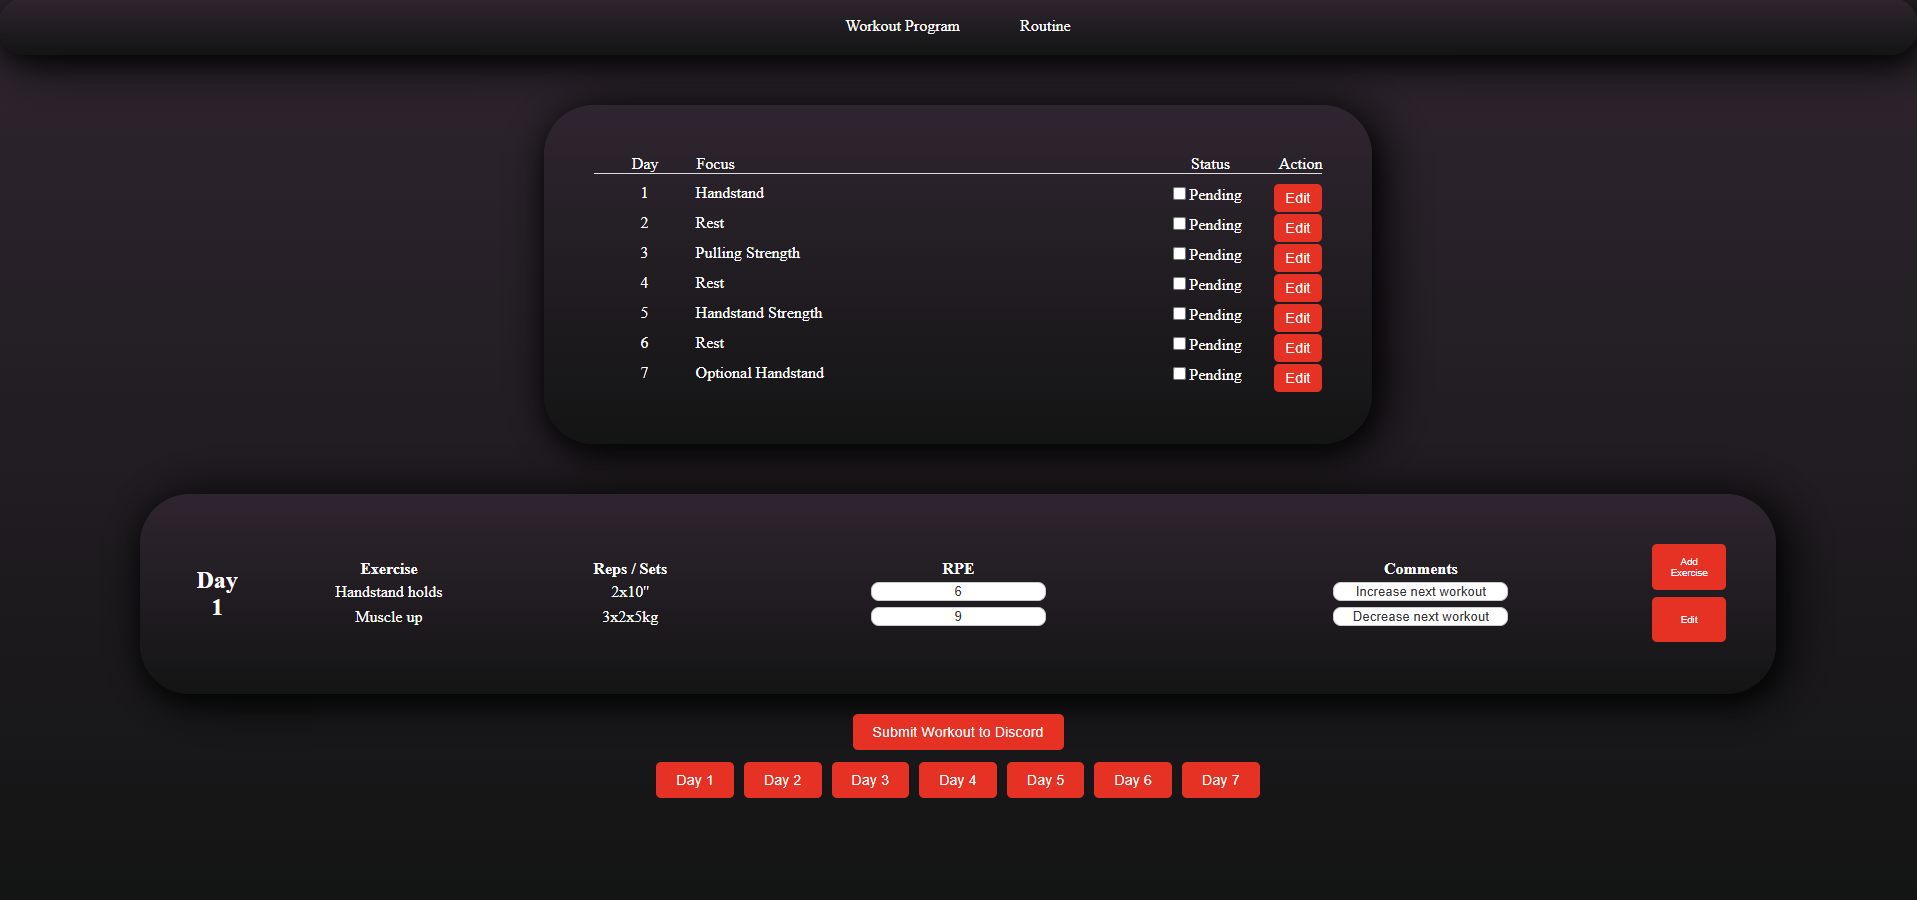 Workout Program Routine
Day Focus Status Action
1 Handstand Pending Edit
2 Rest Pending Edit
3 Pulling Strength Pending Edit
4 Rest Pending Edit
5 Handstand Strength Pending Edit
6 Rest Pending Edit
7 Optional Handstand Pending Edit
Day
1
Exercise Reps / Sets RPE Comments
Handstand holds 2x10" 6 Increase next workout
Muscle up 3x2x5kg 9 Decrease next workout
Add
Exercise
Edit
Submit Workout to Discord
Day 1 Day 2 Day 3 Day 4 Day 5 Day 6 Day 7